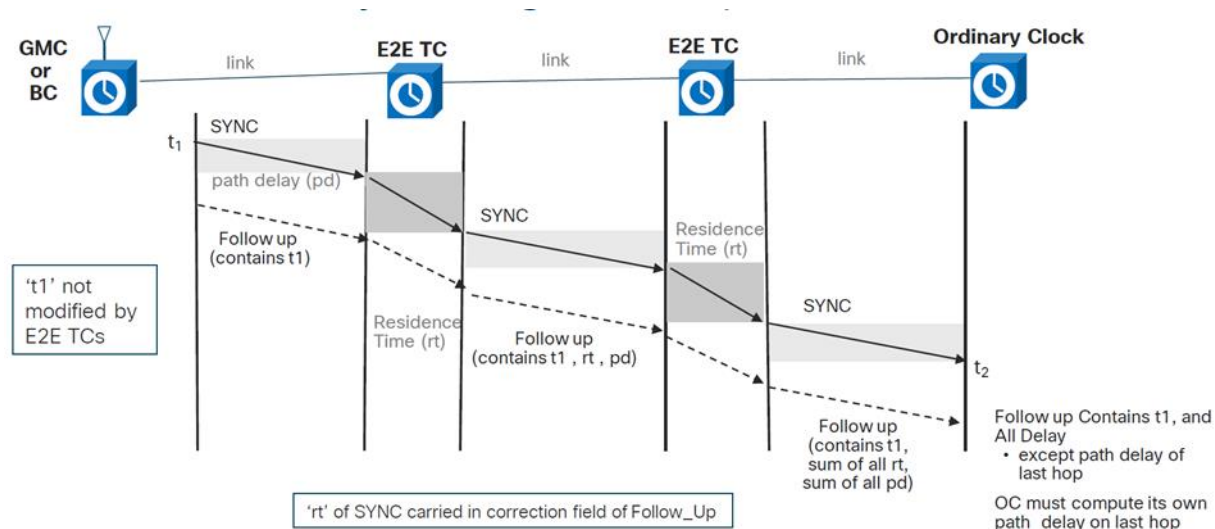 GMC
or
BC
link
E2E TC
link
E2E TC
link
Ordinary Clock
t1
SYNC
path delay (pd)
Follow up
(contains t1)
't1' not
modified by
E2E TCs
Residence
Time (rt)
SYNC
Follow up
(contains t1 , rt , pd)
Residence
Time (rt)
SYNC
t2
Follow up
(contains t1,
sum of all rt,
sum of all pd)
Follow up Contains t1, and
All Delay
• except path delay of
last hop
OC must compute its own
path delay on last hop
'rt' of SYNC carried in correction field of Follow_Up